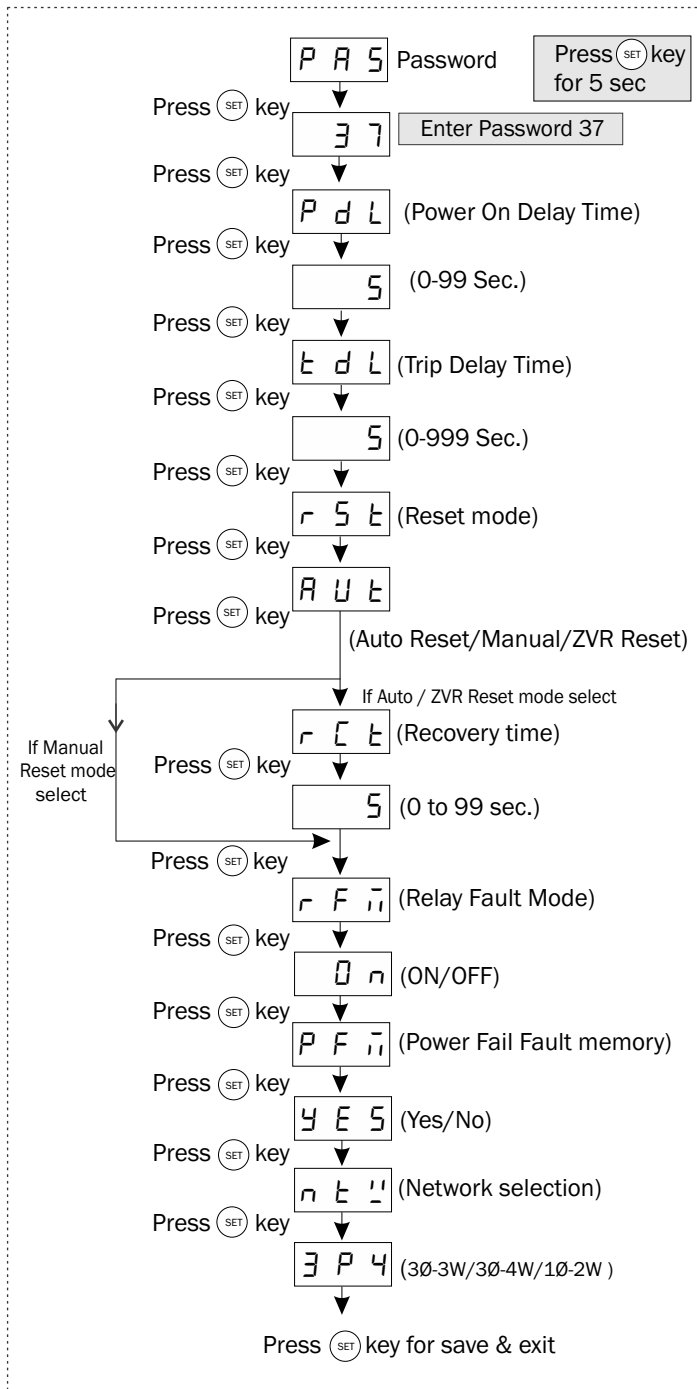 P A S Password
Press SET key
for 5 sec
Press SET key
3 7 Enter Password 37
Press SET key
P d L (Power On Delay Time)
Press SET key
5 (0-99 Sec.)
Press SET key
t d L (Trip Delay Time)
Press SET key
5 (0-999 Sec.)
Press SET key
r S t (Reset mode)
Press SET key
A U t
Press SET key
(Auto Reset/Manual/ZVR Reset)
If Auto / ZVR Reset mode select
r C t (Recovery time)
If Manual
Reset mode
select
Press SET key
5 (0 to 99 sec.)
Press SET key
r F m (Relay Fault Mode)
Press SET key
O n (ON/OFF)
Press SET key
P F m (Power Fail Fault memory)
Press SET key
Y E S (Yes/No)
Press SET key
n t w (Network selection)
Press SET key
3 P 4 (3Ø-3W/3Ø-4W/1Ø-2W )
Press SET key for save & exit